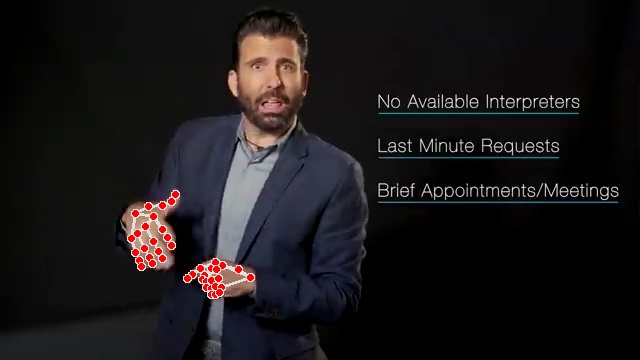 No Available Interpreters
Last Minute Requests
Brief Appointments/Meetings